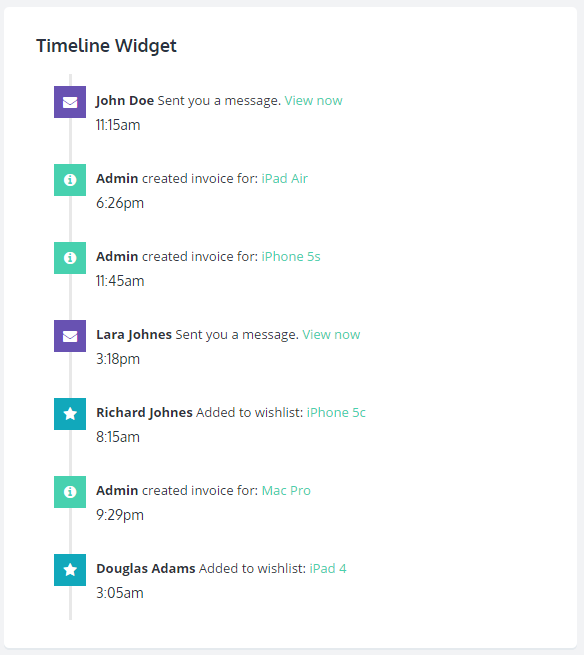 Timeline Widget
John Doe Sent you a message. View now
11:15am
Admin created invoice for: iPad Air
6:26pm
Admin created invoice for: iPhone 5s
11:45am
Lara Johnes Sent you a message. View now
3:18pm
Richard Johnes Added to wishlist: iPhone 5c
8:15am
Admin created invoice for: Mac Pro
9:29pm
Douglas Adams Added to wishlist: iPad 4
3:05am